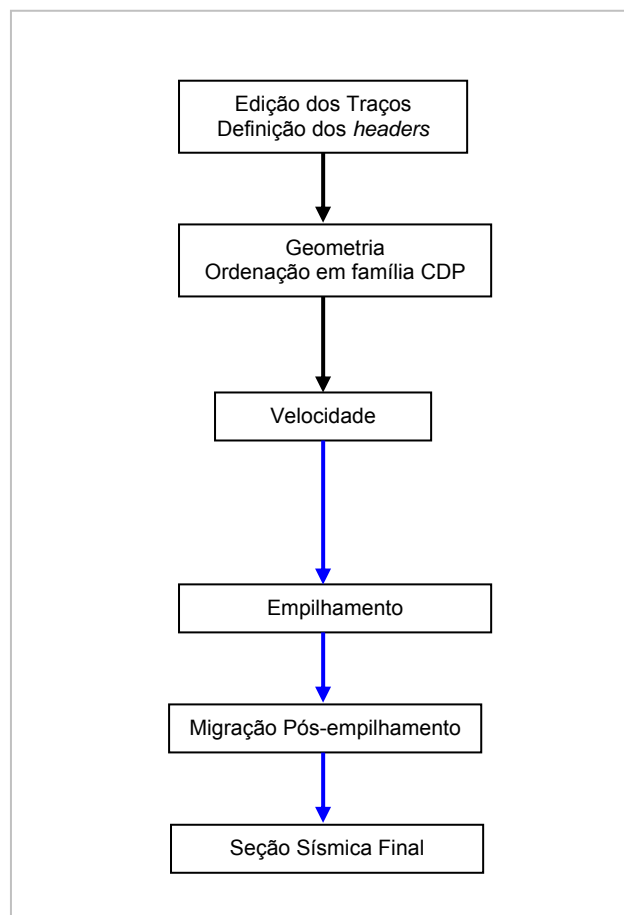 Edição dos Traços
Definição dos headers
Geometria
Ordenação em família CDP
Velocidade
Empilhamento
Migração Pós-empilhamento
Seção Sísmica Final